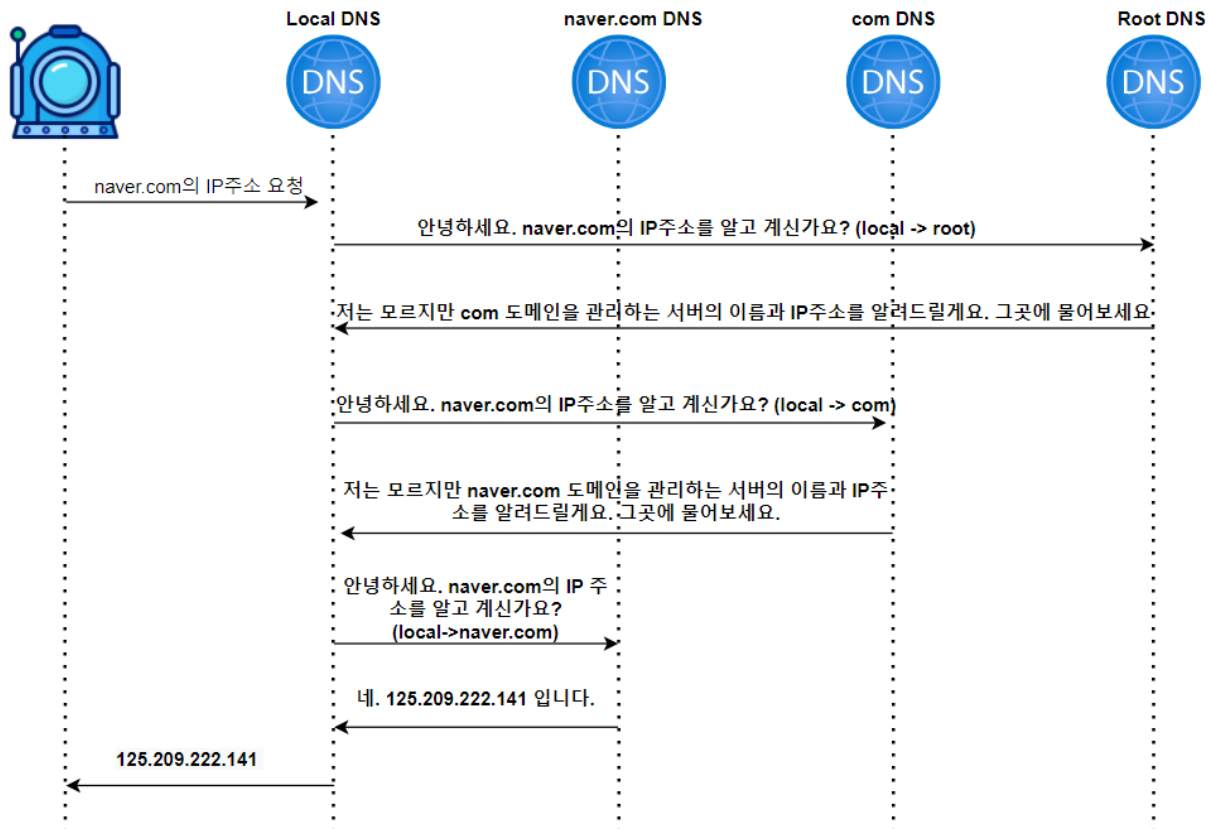 Local DNS
naver.com DNS
com DNS
Root DNS
DNS
DNS
DNS
DNS
naver.com의 IP주소 요청
안녕하세요. naver.com의 IP주소를 알고 계신가요? (local -> root)
저는 모르지만 com 도메인을 관리하는 서버의 이름과 IP주소를 알려드릴게요. 그곳에 물어보세요
안녕하세요. naver.com의 IP주소를 알고 계신가요? (local -> com)
저는 모르지만 naver.com 도메인을 관리하는 서버의 이름과 IP주
소를 알려드릴게요. 그곳에 물어보세요.
안녕하세요. naver.com의 IP 주
소를 알고 계신가요?
(local->naver.com)
네. 125.209.222.141 입니다.
125.209.222.141